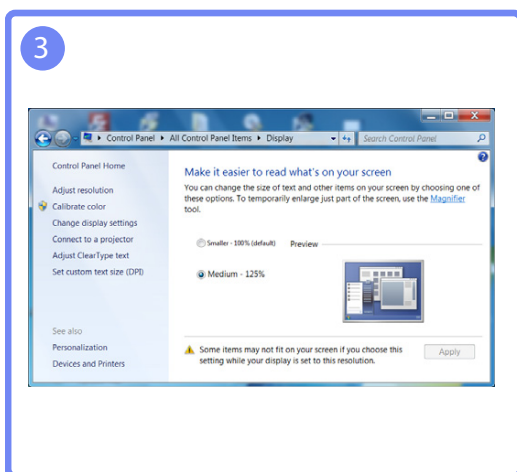 3
Control Panel ▸ All Control Panel Items ▸ Display
Search Control Panel
Control Panel Home
Adjust resolution
Calibrate color
Change display settings
Connect to a projector
Adjust ClearType text
Set custom text size (DPI)
See also
Personalization
Devices and Printers
Make it easier to read what's on your screen
You can change the size of text and other items on your screen by choosing one of
these options. To temporarily enlarge just part of the screen, use the Magnifier
tool.
Smaller - 100% (default) Preview
Medium - 125%
Some items may not fit on your screen if you choose this
setting while your display is set to this resolution.
Apply